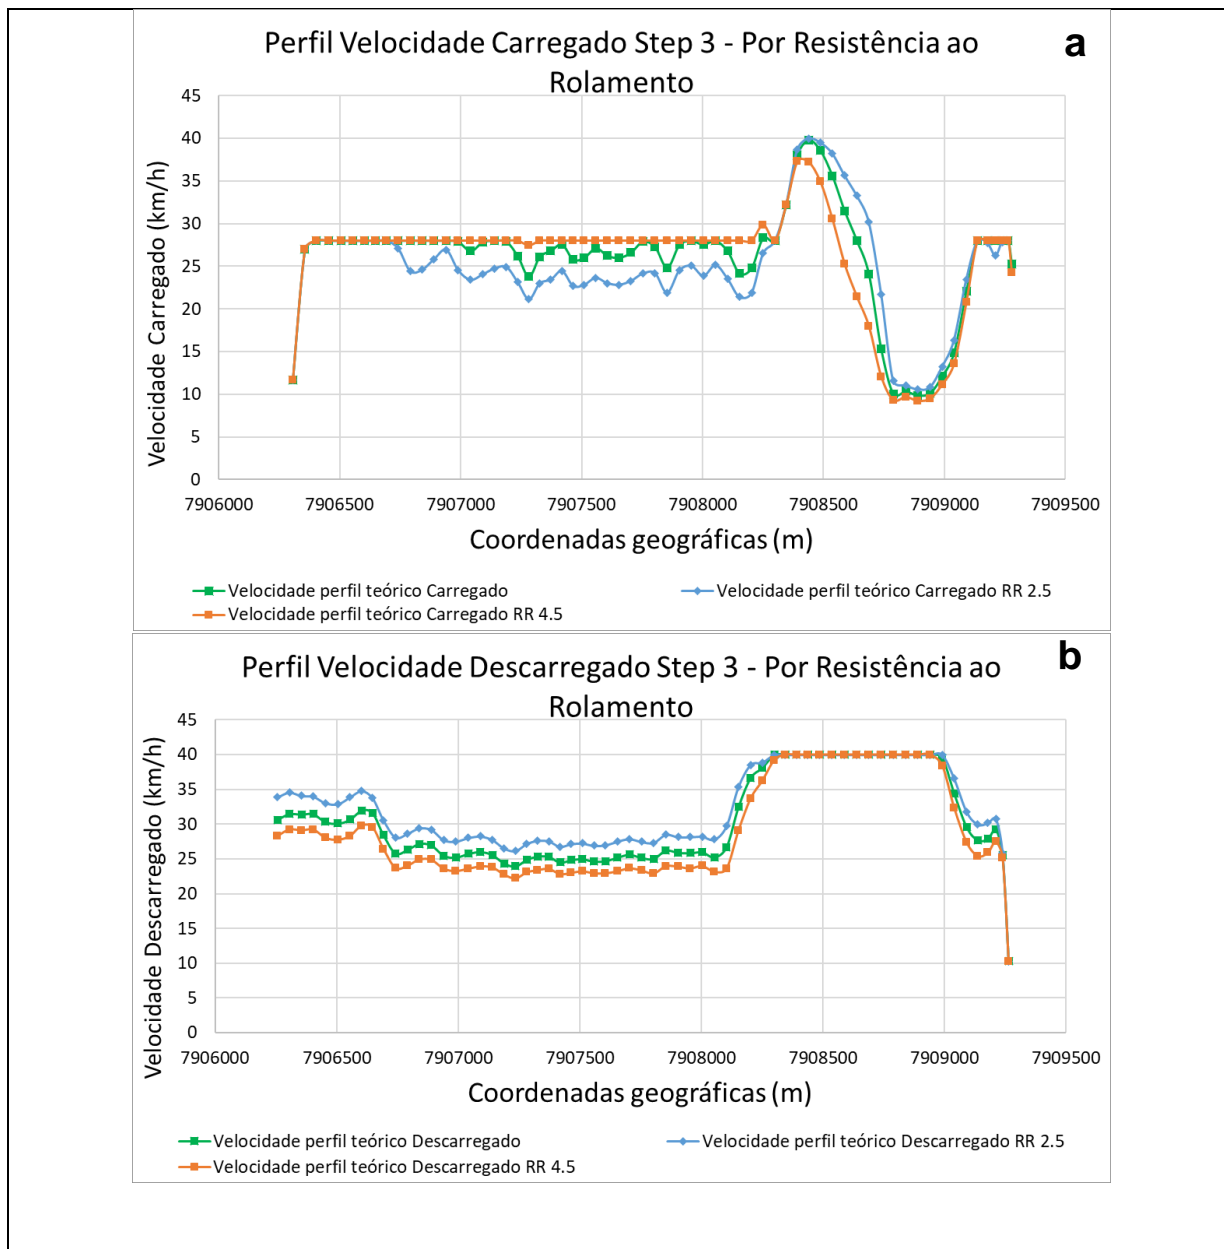 Perfil Velocidade Carregado Step 3 - Por Resistência ao
Rolamento
a
Velocidade Carregado (km/h)
45
40
35
30
25
20
15
10
5
0
7906000 7906500 7907000 7907500 7908000 7908500 7909000 7909500
Coordenadas geográficas (m)
Velocidade perfil teórico Carregado
Velocidade perfil teórico Carregado RR 2.5
Velocidade perfil teórico Carregado RR 4.5
Perfil Velocidade Descarregado Step 3 - Por Resistência ao
Rolamento
b
Velocidade Descarregado (km/h)
45
40
35
30
25
20
15
10
5
0
7906000 7906500 7907000 7907500 7908000 7908500 7909000 7909500
Coordenadas geográficas (m)
Velocidade perfil teórico Descarregado
Velocidade perfil teórico Descarregado RR 2.5
Velocidade perfil teórico Descarregado RR 4.5